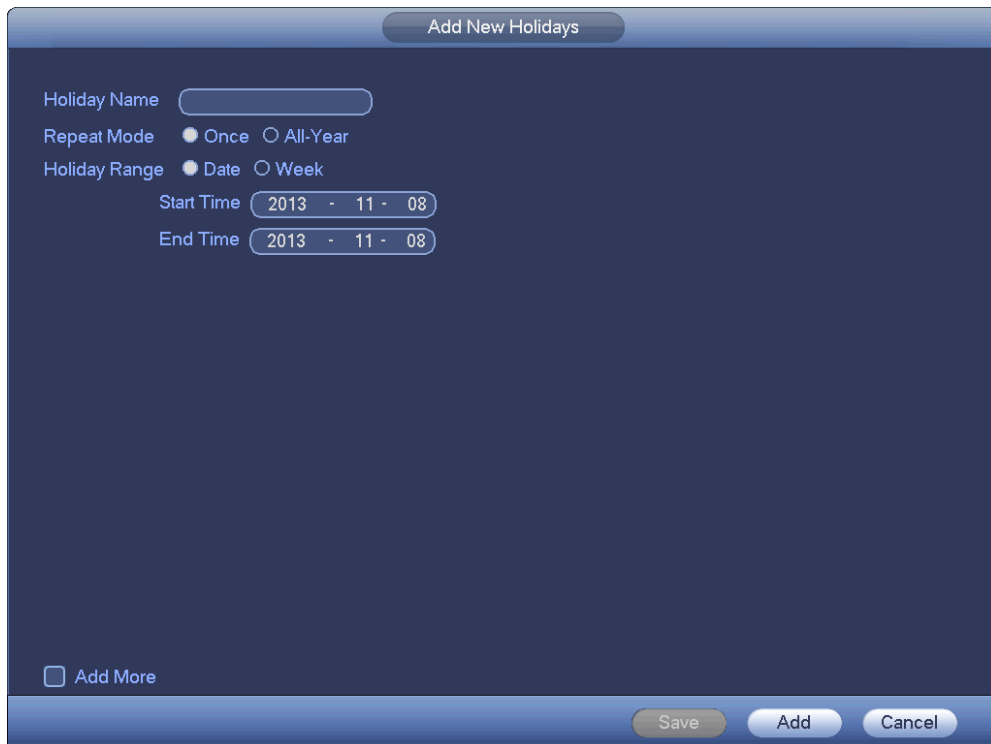 Add New Holidays
Holiday Name
Repeat Mode Once All-Year
Holiday Range Date Week
Start Time 2013 - 11 - 08
End Time 2013 - 11 - 08
Add More
Save Add Cancel